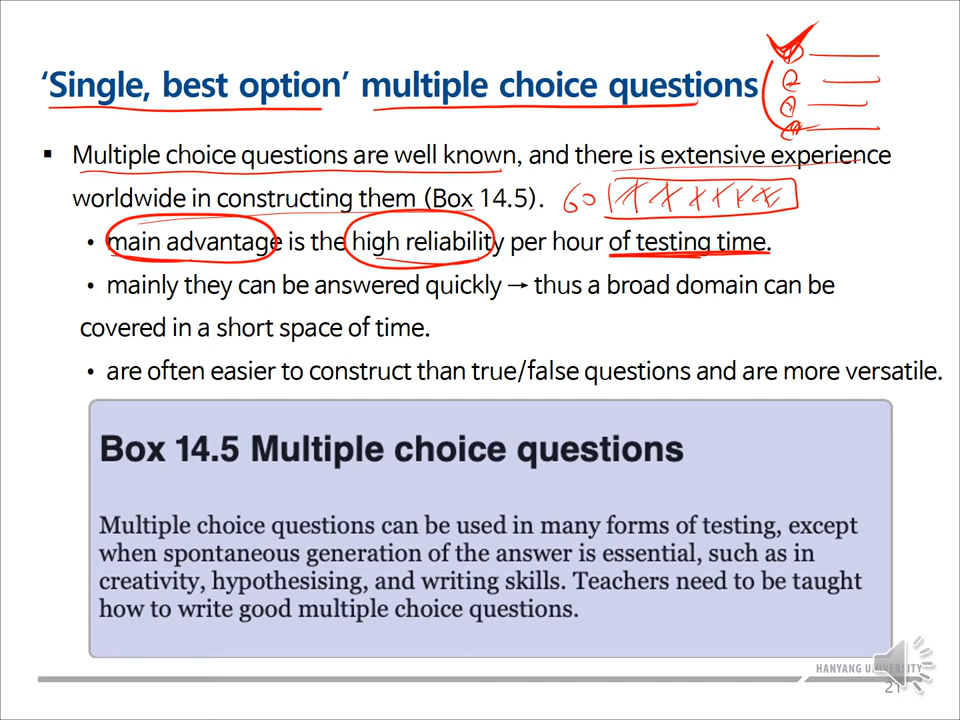 ‘Single, best option’ multiple choice questions
▪ Multiple choice questions are well known, and there is extensive experience
worldwide in constructing them (Box 14.5).
60
• main advantage is the high reliability per hour of testing time.
• mainly they can be answered quickly → thus a broad domain can be
covered in a short space of time.
• are often easier to construct than true/false questions and are more versatile.
Box 14.5 Multiple choice questions
Multiple choice questions can be used in many forms of testing, except
when spontaneous generation of the answer is essential, such as in
creativity, hypothesising, and writing skills. Teachers need to be taught
how to write good multiple choice questions.
HANYANG UNIVERSITY
21